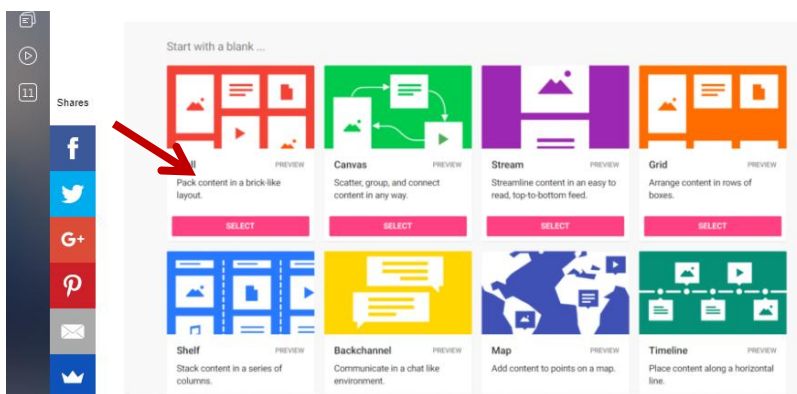 11
Shares
f
G+
Start with a blank ...
PREVIEW
Pack content in a brick-like
layout.
SELECT
Canvas PREVIEW
Scatter, group, and connect
content in any way.
SELECT
Stream PREVIEW
Streamline content in an easy to
read, top-to-bottom feed.
SELECT
Grid PREVIEW
Arrange content in rows of
boxes.
SELECT
Shelf PREVIEW
Stack content in a series of
columns.
Backchannel PREVIEW
Communicate in a chat like
environment.
Map PREVIEW
Add content to points on a map.
Timeline PREVIEW
Place content along a horizontal
line.